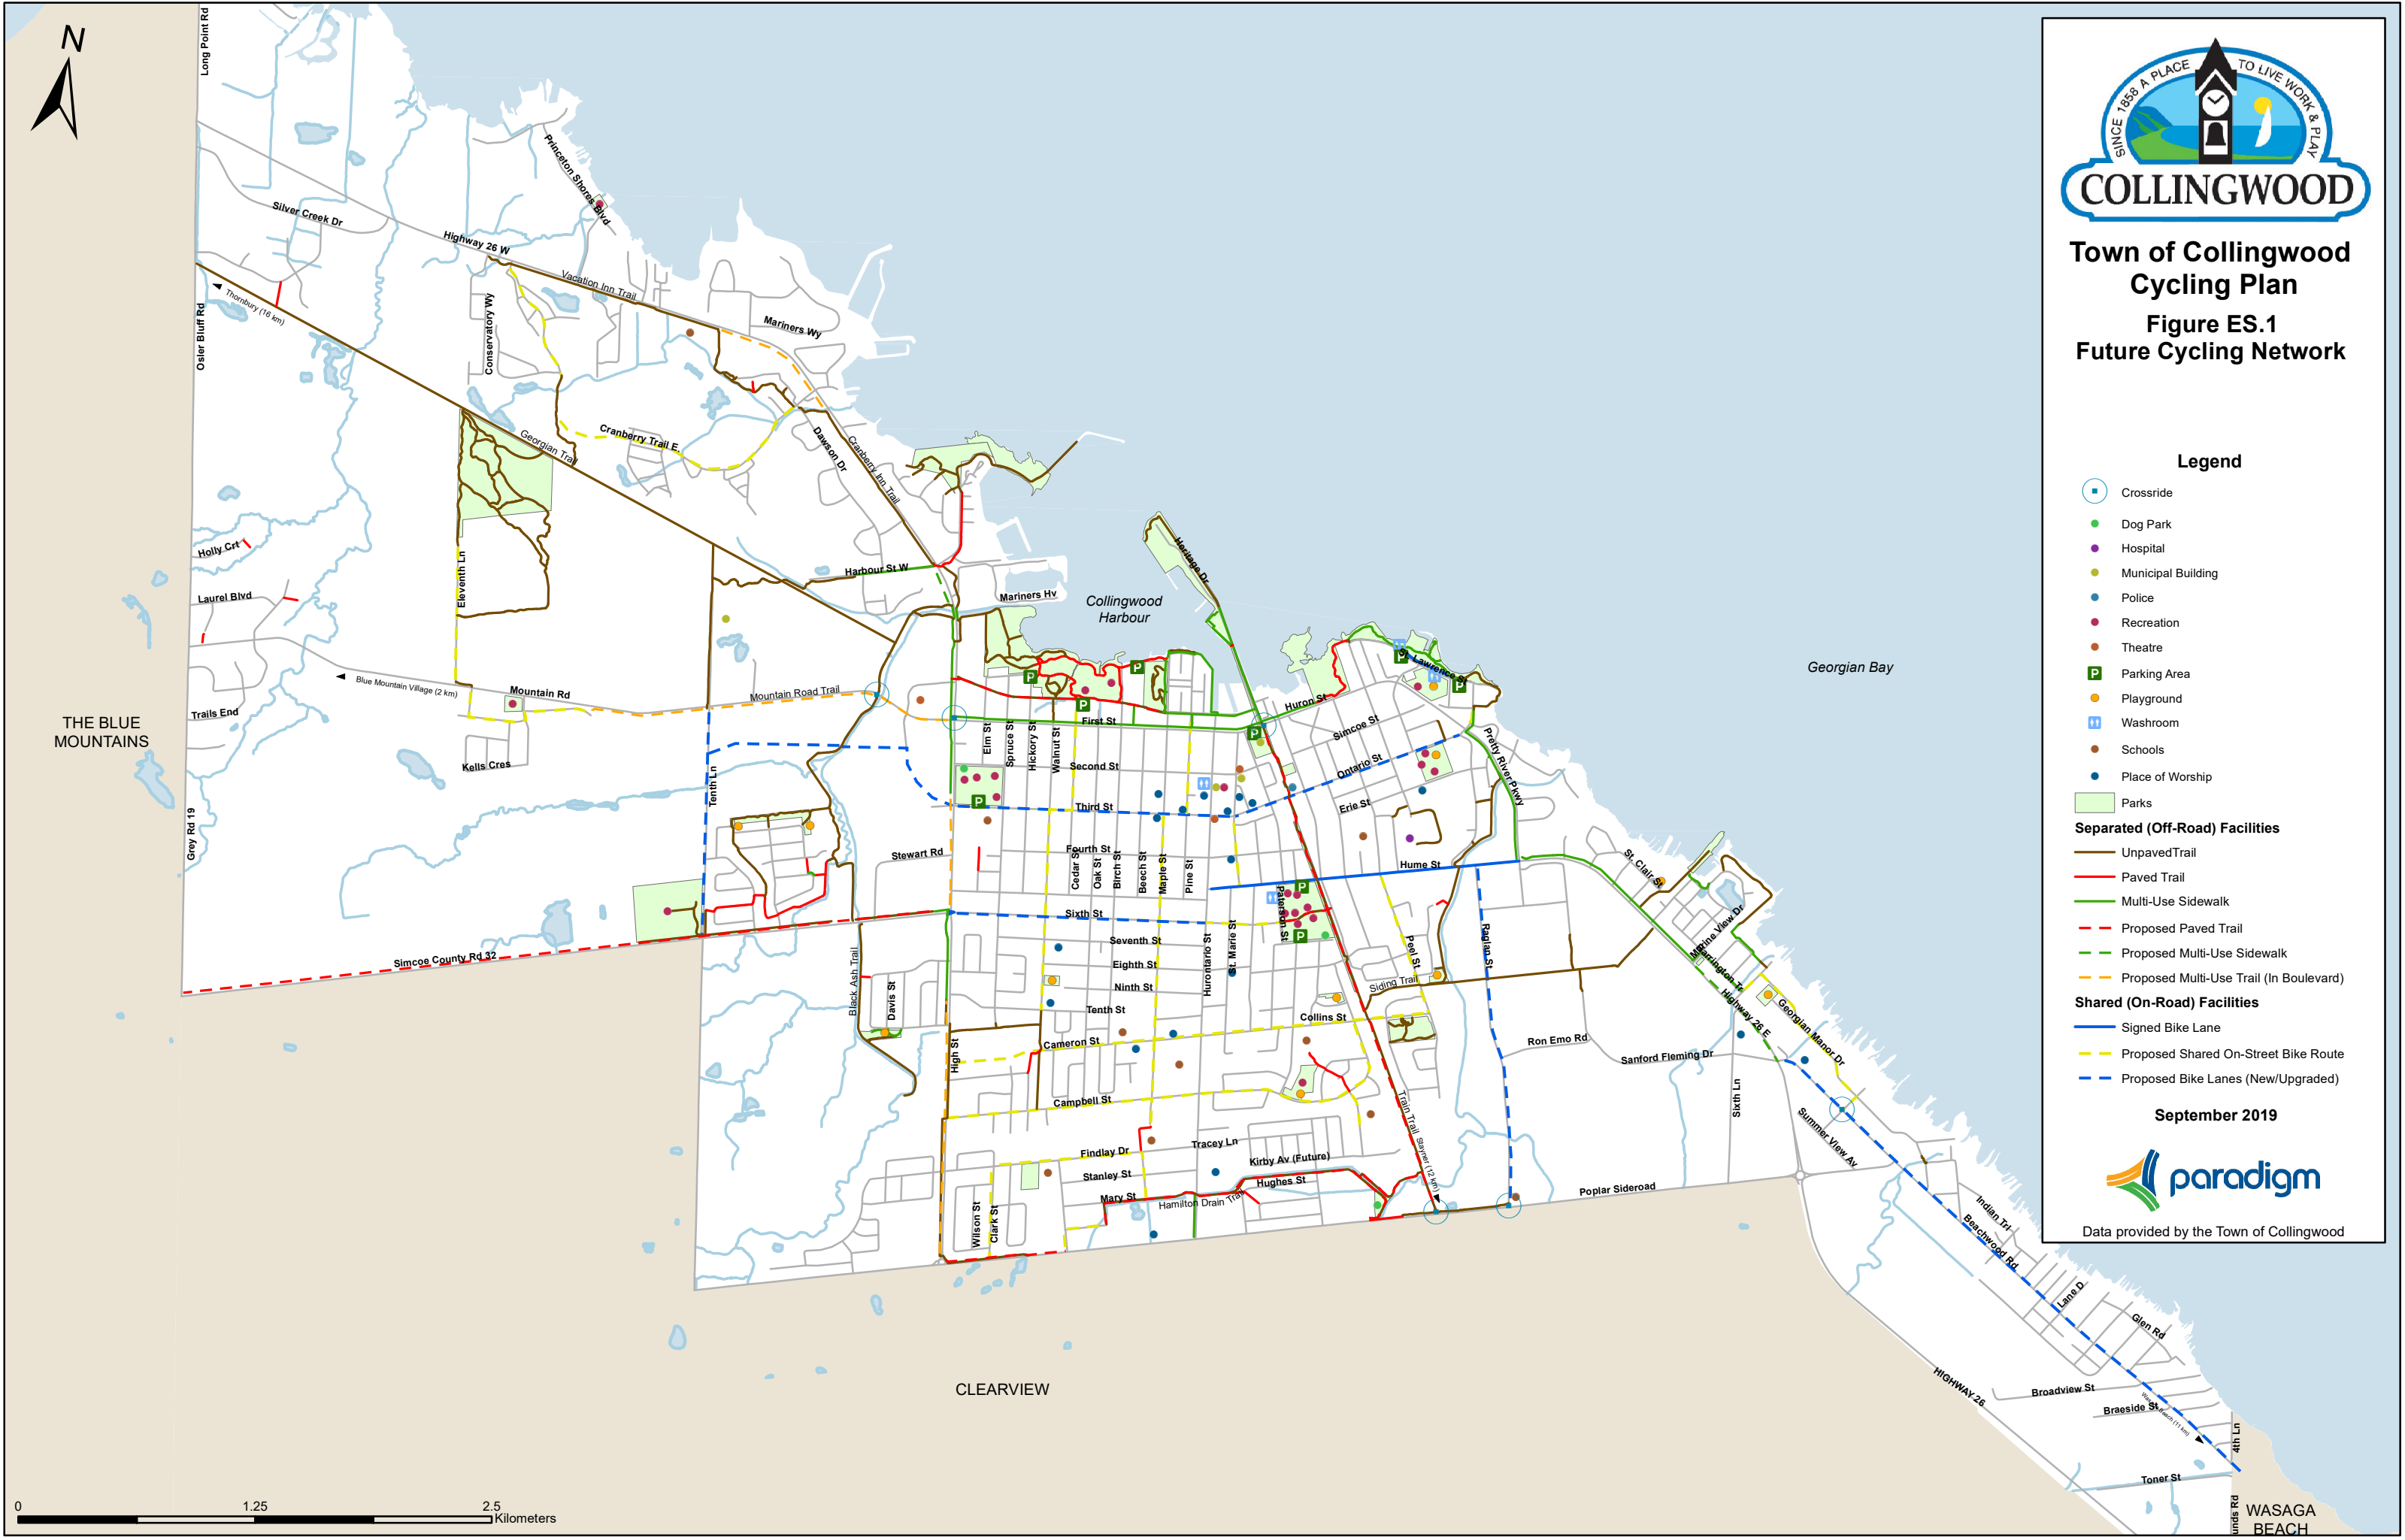 N
Long Point Rd
Princeton Shores Blvd
Silver Creek Dr
Highway 26 W
Vacation Inn Trail
Thornbury (16 km)
Osler Bluff Rd
Conservatory Wy
Mariners Wy
Cranberry Trail E.
Georgian Trail
Dawson Dr
Cranberry Inn Trail
Holly Crt
Eleventh Ln
Harbour St W
Laurel Blvd
Mariners Hv
Heritage Dr
Collingwood
Harbour
Georgian Bay
Blue Mountain Village (2 km)
Mountain Rd
Mountain Road Trail
Trails End
THE BLUE
MOUNTAINS
Kells Cres
Tenth Ln
Grey Rd 19
St. Lawrence St
Huron St
Simcoe St
Ontario St
Erie St
Pretty River Pkwy
First St
Elm St
Spruce St
Hickory St
Walnut St
Second St
Third St
Stewart Rd
Fourth St
Cedar St
Oak St
Birch St
Beech St
Maple St
Pine St
Hume St
St. Clair St
Sixth St
Paterson St
Simcoe County Rd 32
Seventh St
Eighth St
Ninth St
Tenth St
Hurontario St
St. Marie St
Peel St
Raglan St
Siding Trail
Marine View Dr
Harrington Tr
Highway 26 E
Georgian Manor Dr
Black Ash Trail
Davis St
High St
Collins St
Cameron St
Ron Emo Rd
Sanford Fleming Dr
Sixth Ln
Campbell St
Train Trail
Stayner (12 km)
Summer View Av
Findlay Dr
Tracey Ln
Kirby Av (Future)
Stanley St
Hughes St
Mary St
Hamilton Drain Trail
Wilson St
Clark St
Poplar Sideroad
Indian Trl
Beachwood Rd
Lane D
Glen Rd
CLEARVIEW
HIGHWAY 26
Broadview St
Braeside St
Wasaga Beach (11 km)
4th Ln
Toner St
unds Rd
WASAGA
BEACH
0 1.25 2.5
Kilometers
SINCE 1858 A PLACE TO LIVE WORK & PLAY
COLLINGWOOD
Town of Collingwood
Cycling Plan
Figure ES.1
Future Cycling Network
Legend
Crossride
Dog Park
Hospital
Municipal Building
Police
Recreation
Theatre
P Parking Area
Playground
Washroom
Schools
Place of Worship
Parks
Separated (Off-Road) Facilities
UnpavedTrail
Paved Trail
Multi-Use Sidewalk
Proposed Paved Trail
Proposed Multi-Use Sidewalk
Proposed Multi-Use Trail (In Boulevard)
Shared (On-Road) Facilities
Signed Bike Lane
Proposed Shared On-Street Bike Route
Proposed Bike Lanes (New/Upgraded)
September 2019
paradigm
Data provided by the Town of Collingwood